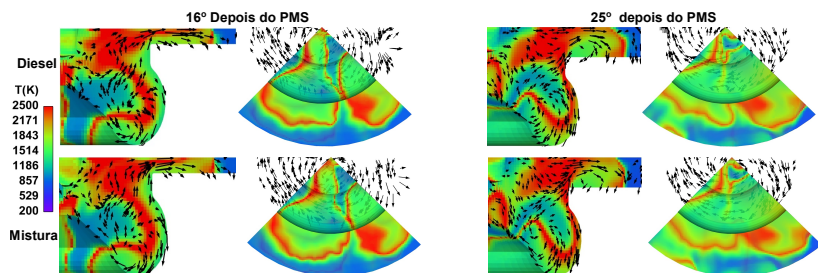 16º Depois do PMS
25º depois do PMS
Diesel
T(K)
2500
2171
1843
1514
1186
857
529
200
Mistura